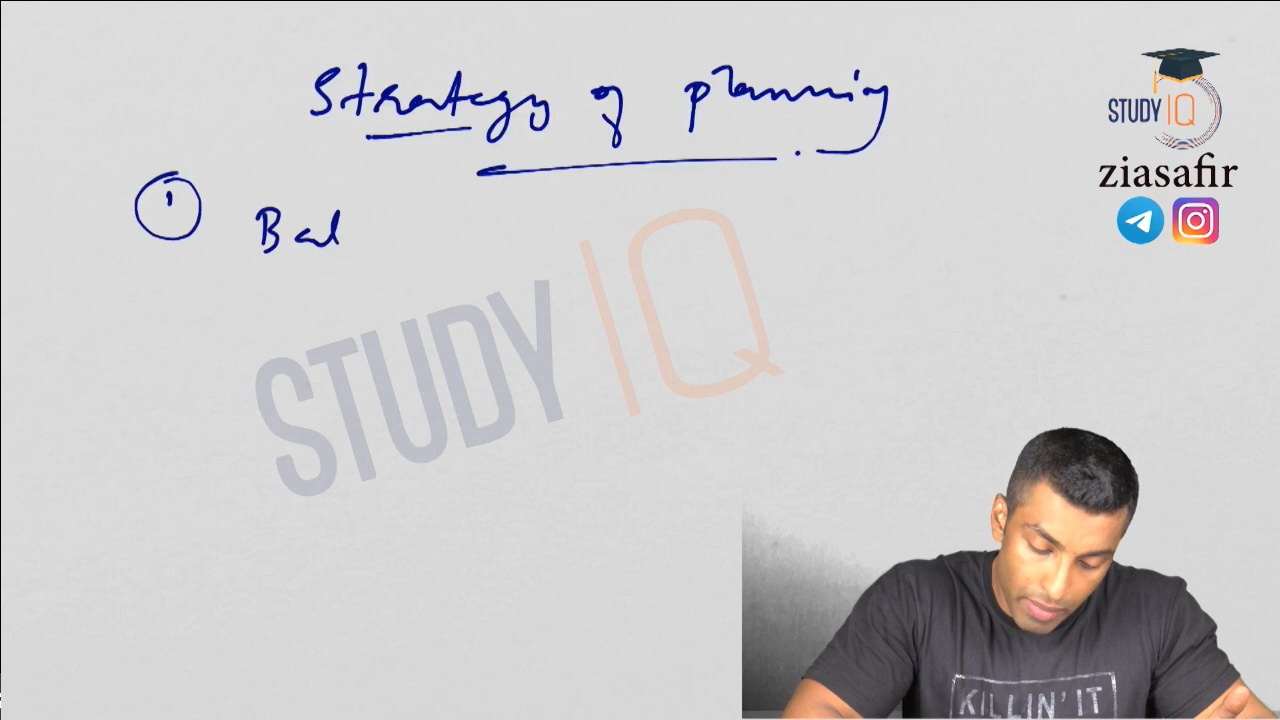 Strategy of planning
1 Bal
STUDY IQ
ziasafir
STUDY IQ
KILLIN' IT